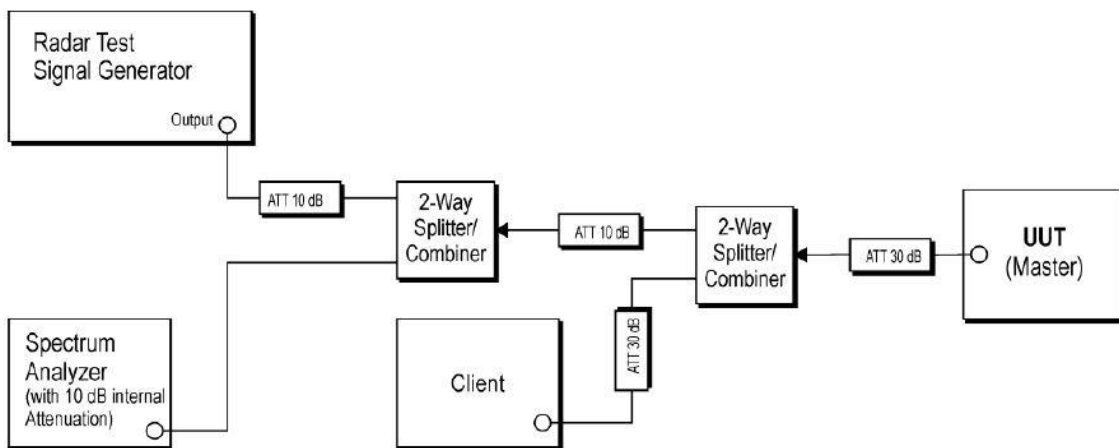 Radar Test
Signal Generator
Output
ATT 10 dB
2-Way
Splitter/
Combiner
ATT 10 dB
2-Way
Splitter/
Combiner
ATT 30 dB
UUT
(Master)
ATT 30 dB
Spectrum
Analyzer
(with 10 dB internal
Attenuation)
Client